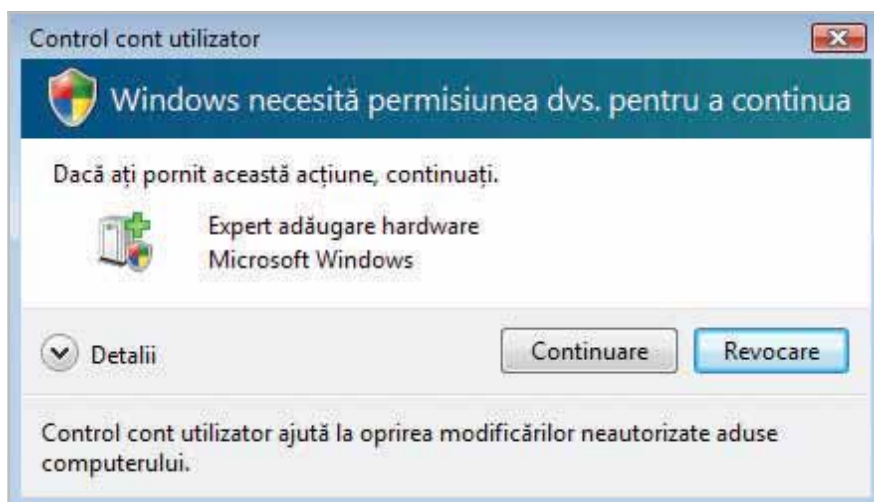 Control cont utilizator
Windows necesită permisiunea dvs. pentru a continua
Dacă ați pornit această acțiune, continuați.
Expert adăugare hardware
Microsoft Windows
Detalii
Continuare
Revocare
Control cont utilizator ajută la oprirea modificărilor neautorizate aduse
computerului.